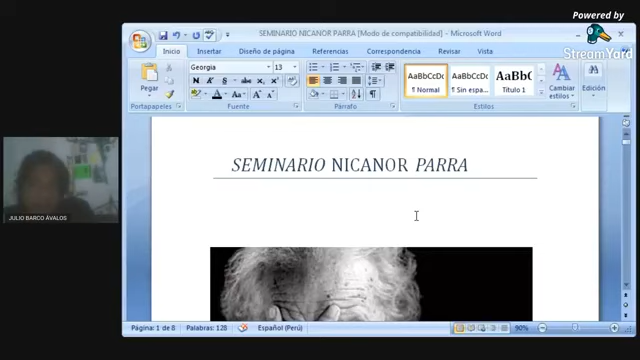 Powered by
StreamYard
SEMINARIO NICANOR PARRA [Modo de compatibilidad] - Microsoft Word
Inicio Insertar Diseño de página Referencias Correspondencia Revisar Vista
Pegar
Georgia 13
AaBbCcDc AaBbCcDc AaBbC
¶ Normal ¶ Sin espa... Título 1
Cambiar estilos
Edición
Portapapeles Fuente Párrafo Estilos
SEMINARIO NICANOR PARRA
JULIO BARCO ÁVALOS
Página: 1 de 8 Palabras: 128 Español (Perú) 90%